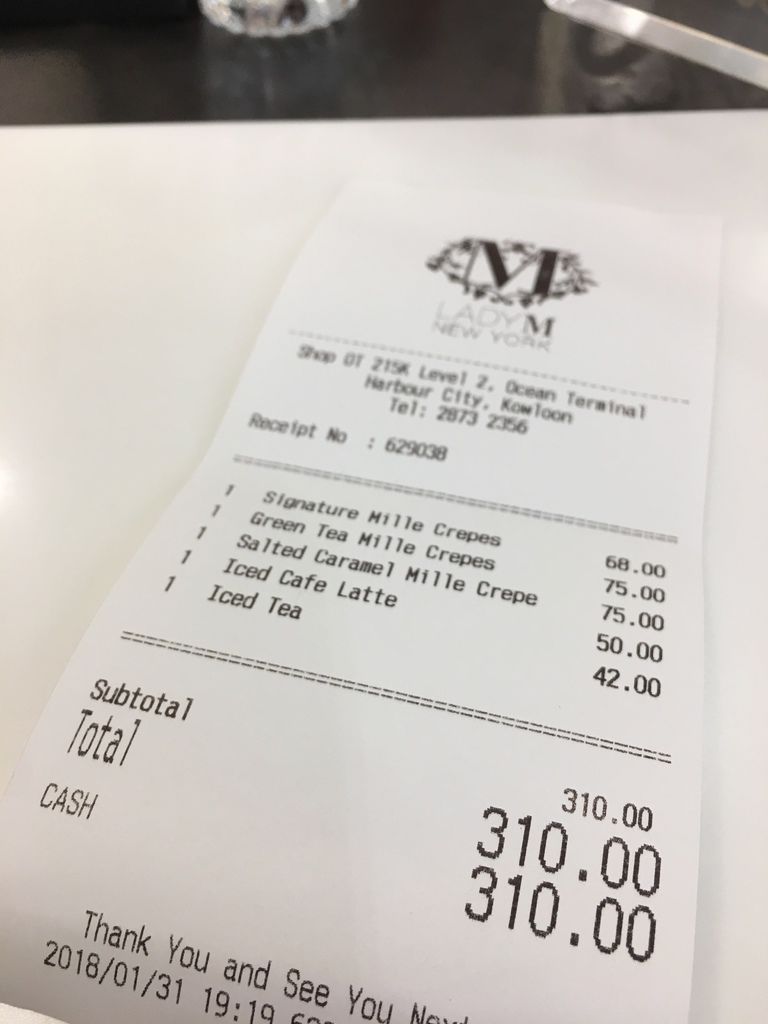 M
LADY M
NEW YORK
Shop OT 215K Level 2, Ocean Terminal
Harbour City, Kowloon
Tel: 2873 2356
Receipt No : 629038
1 Signature Mille Crepes 68.00
1 Green Tea Mille Crepes 75.00
1 Salted Caramel Mille Crepe 75.00
1 Iced Cafe Latte 50.00
1 Iced Tea 42.00
Subtotal 310.00
Total 310.00
CASH 310.00
Thank You and See You Next
2018/01/31 19:19